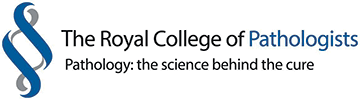 The Royal College of Pathologists
Pathology: the science behind the cure